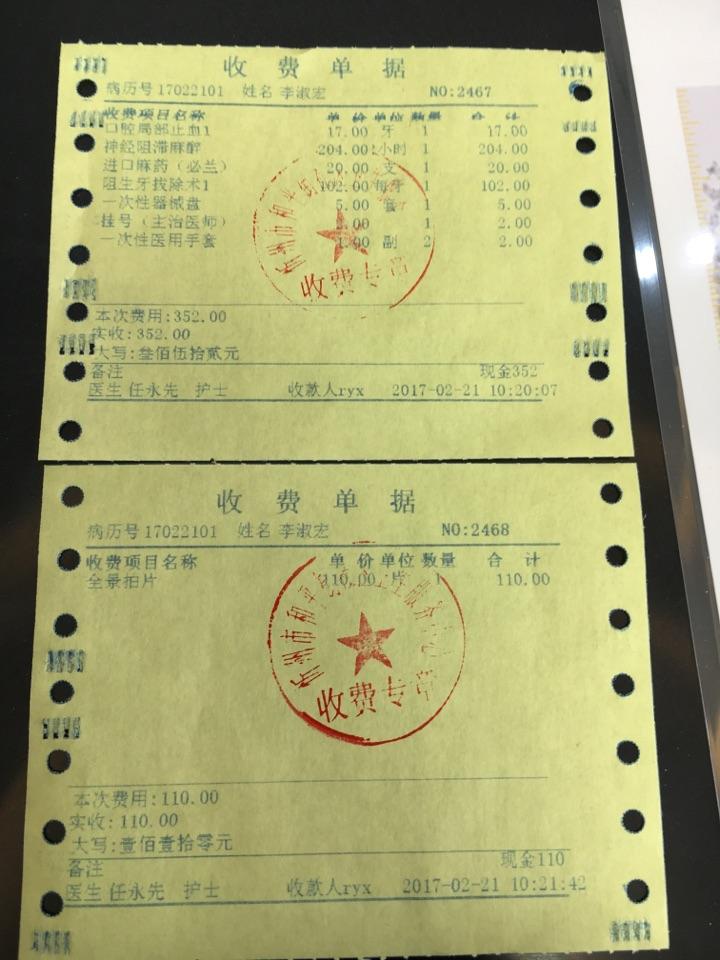 收费单据
病历号 17022101 姓名 李淑宏 NO:2467
收费项目名称 单价 单位 数量 合计
口腔局部止血1 17.00 牙 1 17.00
神经阻滞麻醉 204.00 小时 1 204.00
进口麻药（必兰） 20.00 支 1 20.00
阻生牙拔除术1 102.00 每牙 1 102.00
一次性器械盘 5.00 套 1 5.00
挂号（主治医师） 2.00 1 2.00
一次性医用手套 1.00 副 2 2.00
收费专
本次费用:352.00
实收:352.00
大写:叁佰伍拾贰元
备注 现金352
医生 任永先 护士 收款人ryx 2017-02-21 10:20:07
收费单据
病历号 17022101 姓名 李淑宏 NO:2468
收费项目名称 单价 单位 数量 合计
全景拍片 110.00 片 1 110.00
收费专
本次费用:110.00
实收:110.00
大写:壹佰壹拾零元
备注 现金110
医生 任永先 护士 收款人ryx 2017-02-21 10:21:42